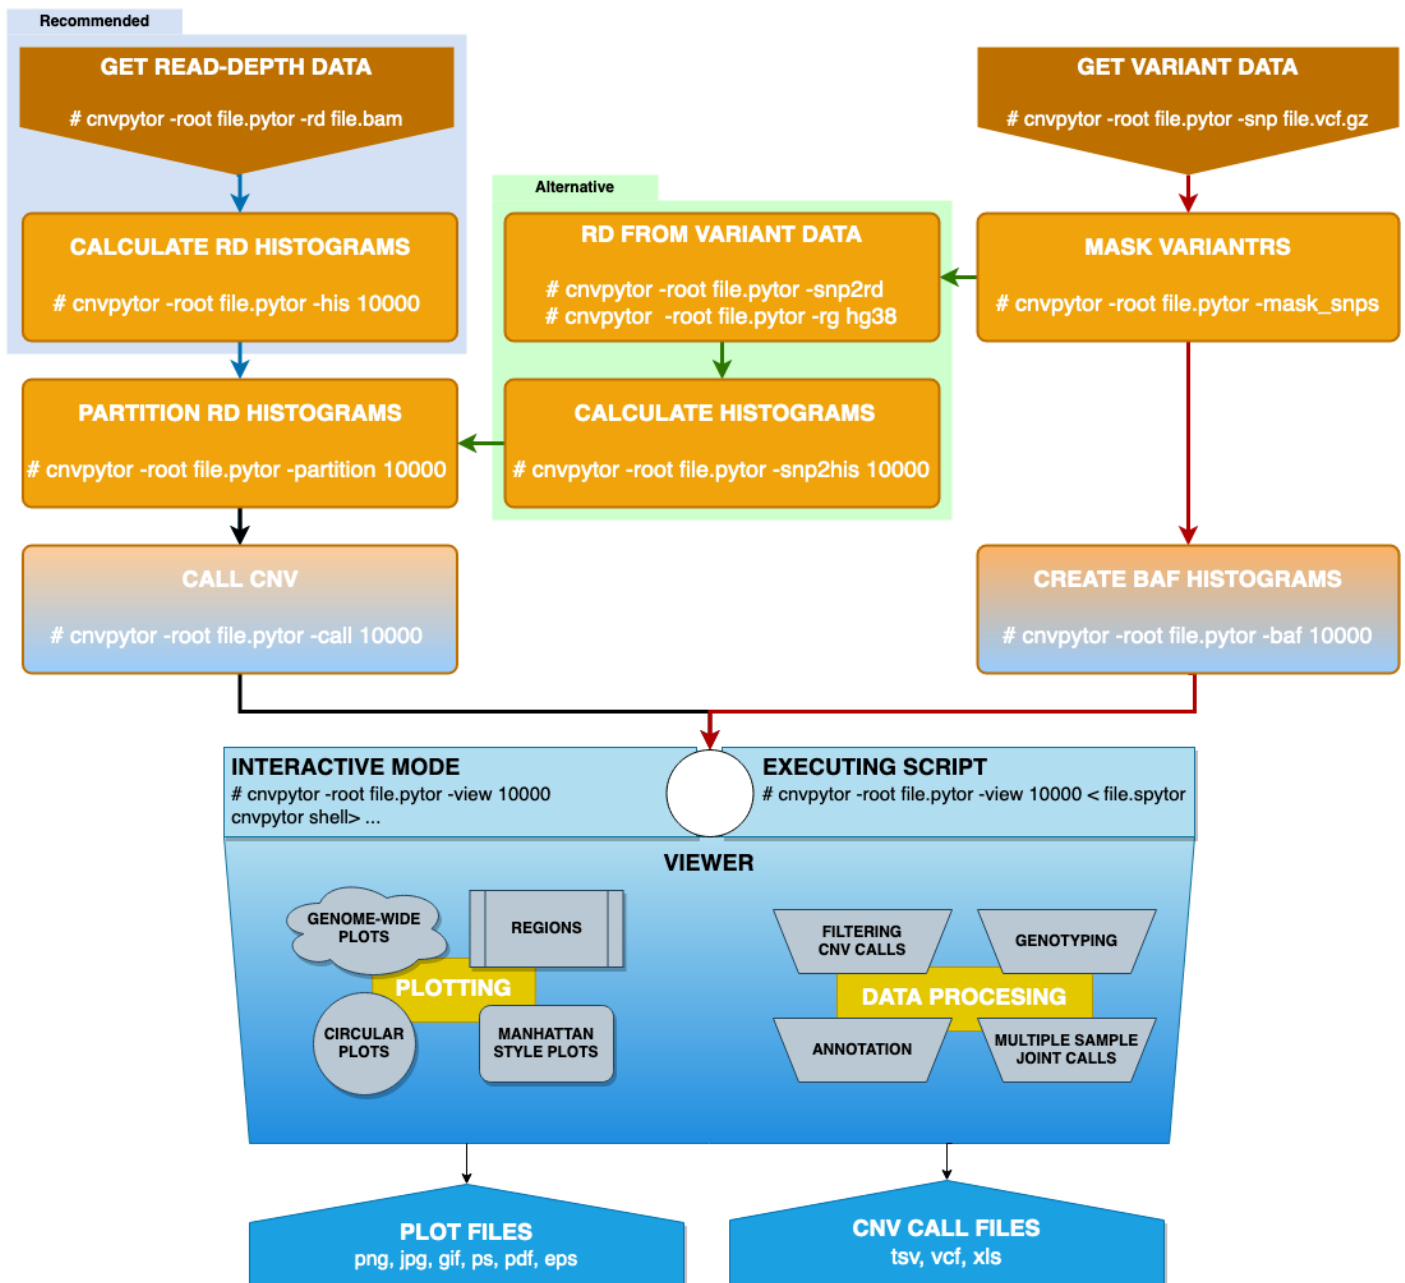 Recommended
GET READ-DEPTH DATA
# cnvpytor -root file.pytor -rd file.bam
GET VARIANT DATA
# cnvpytor -root file.pytor -snp file.vcf.gz
Alternative
CALCULATE RD HISTOGRAMS
# cnvpytor -root file.pytor -his 10000
RD FROM VARIANT DATA
# cnvpytor -root file.pytor -snp2rd
# cnvpytor -root file.pytor -rg hg38
MASK VARIANTRS
# cnvpytor -root file.pytor -mask_snps
PARTITION RD HISTOGRAMS
# cnvpytor -root file.pytor -partition 10000
CALCULATE HISTOGRAMS
# cnvpytor -root file.pytor -snp2his 10000
CALL CNV
# cnvpytor -root file.pytor -call 10000
CREATE BAF HISTOGRAMS
# cnvpytor -root file.pytor -baf 10000
INTERACTIVE MODE
# cnvpytor -root file.pytor -view 10000
cnvpytor shell> ...
EXECUTING SCRIPT
# cnvpytor -root file.pytor -view 10000 < file.spytor
VIEWER
GENOME-WIDE
PLOTS
REGIONS
PLOTTING
CIRCULAR
PLOTS
MANHATTAN
STYLE PLOTS
FILTERING
CNV CALLS
GENOTYPING
DATA PROCESING
ANNOTATION
MULTIPLE SAMPLE
JOINT CALLS
PLOT FILES
png, jpg, gif, ps, pdf, eps
CNV CALL FILES
tsv, vcf, xls